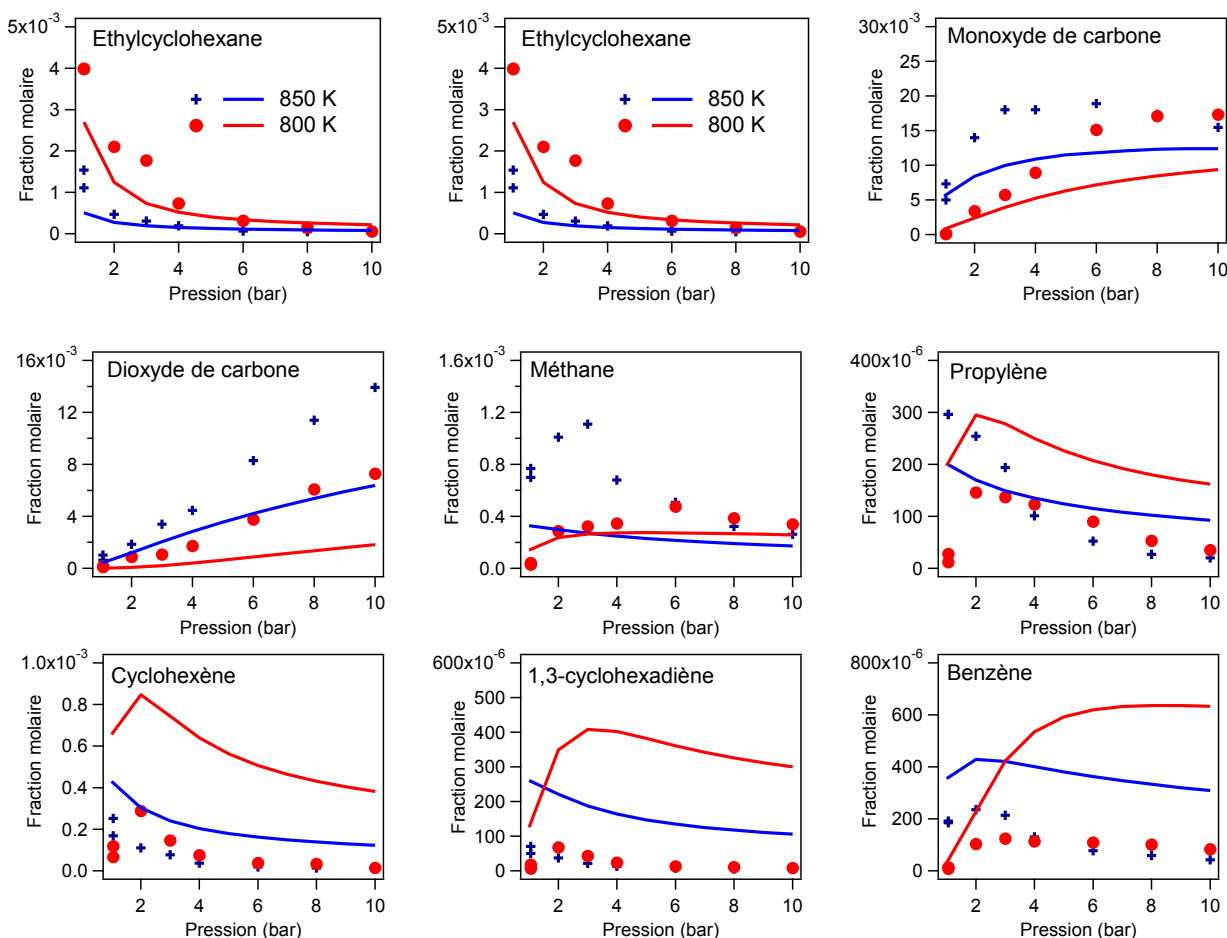 5x10⁻³
Ethylcyclohexane
4
3
2
1
0
Fraction molaire
850 K
800 K
2 4 6 8 10
Pression (bar)
5x10⁻³
Ethylcyclohexane
4
3
2
1
0
Fraction molaire
850 K
800 K
2 4 6 8 10
Pression (bar)
30x10⁻³
Monoxyde de carbone
25
20
15
10
5
0
Fraction molaire
2 4 6 8 10
Pression (bar)
16x10⁻³
Dioxyde de carbone
12
8
4
0
Fraction molaire
2 4 6 8 10
Pression (bar)
1.6x10⁻³
Méthane
1.2
0.8
0.4
0.0
Fraction molaire
2 4 6 8 10
Pression (bar)
400x10⁻⁶
Propylène
300
200
100
0
Fraction molaire
2 4 6 8 10
Pression (bar)
1.0x10⁻³
Cyclohexène
0.8
0.6
0.4
0.2
0.0
Fraction molaire
2 4 6 8 10
Pression (bar)
600x10⁻⁶
1,3-cyclohexadiène
500
400
300
200
100
0
Fraction molaire
2 4 6 8 10
Pression (bar)
800x10⁻⁶
Benzène
600
400
200
0
Fraction molaire
2 4 6 8 10
Pression (bar)